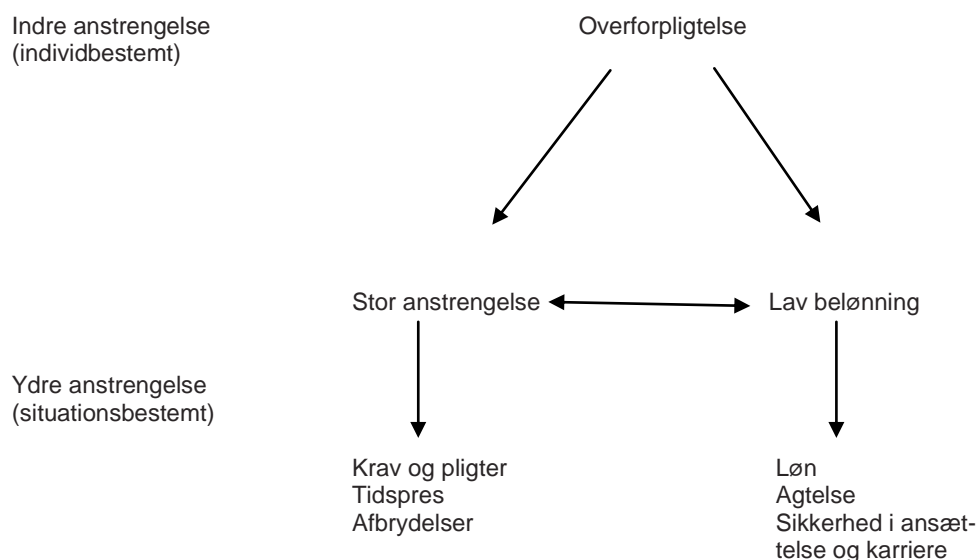 Indre anstrengelse
(individbestemt)
Overforpligtelse
Stor anstrengelse
Lav belønning
Ydre anstrengelse
(situationsbestemt)
Krav og pligter
Tidspres
Afbrydelser
Løn
Agtelse
Sikkerhed i ansæt-
telse og karriere